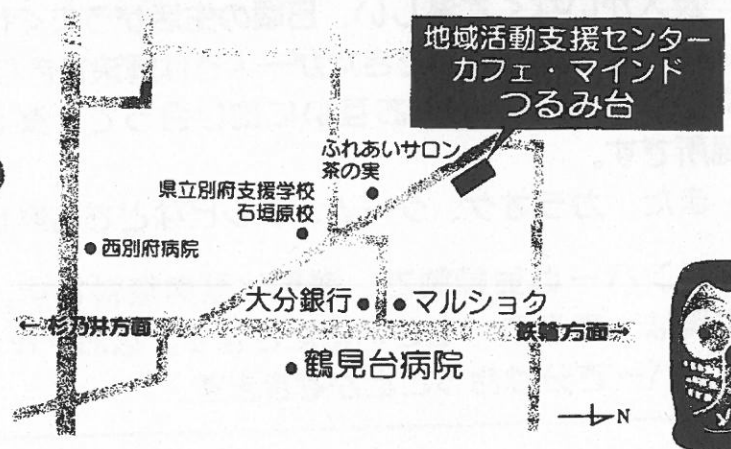 地域活動支援センター
カフェ・マインド
つるみ台
ふれあいサロン
茶の実
県立別府支援学校
石垣原校
西別府病院
大分銀行
マルショク
←杉乃井方面
鉄輪方面→
鶴見台病院
N